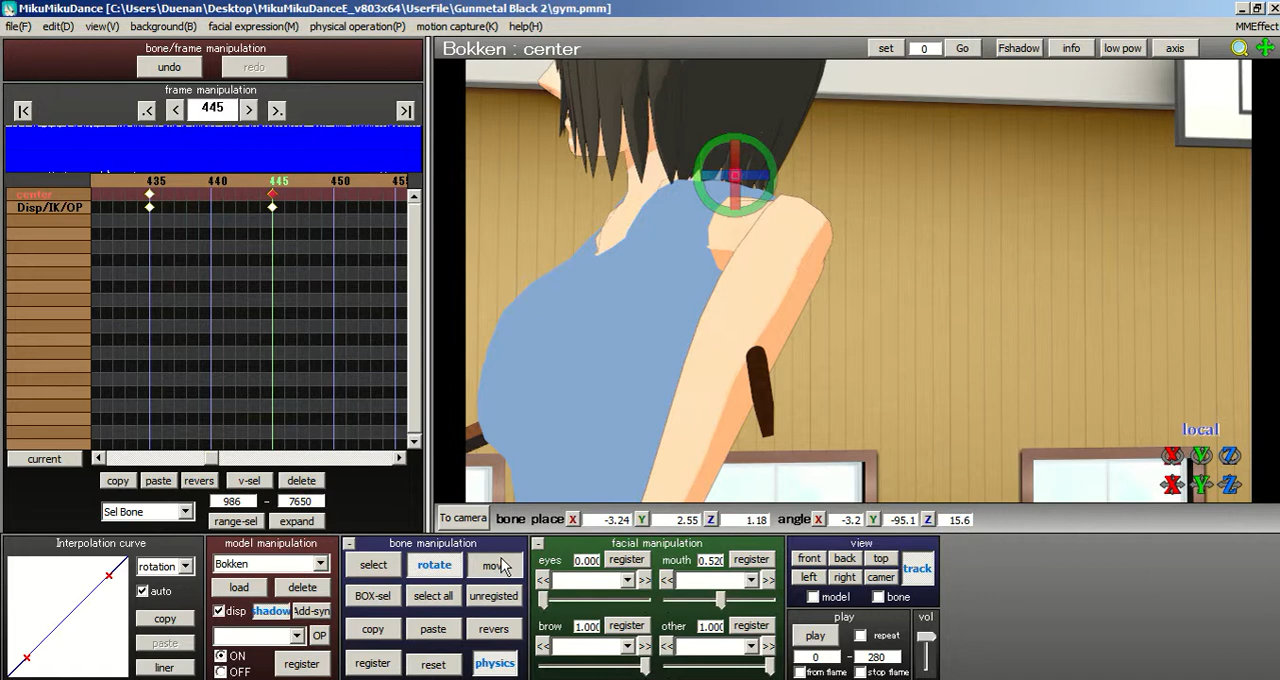 MikuMikuDance [C:\Users\Duenan\Desktop\MikuMikuDanceE_v803x64\UserFile\Gunmetal Black 2\gym.pmm]
file(F) edit(D) view(V) background(B) facial expression(M) physical operation(P) motion capture(K) help(H) MMEffect
bone/frame manipulation
undo redo
frame manipulation
.< < 445 > >.
435 440 445 450 455
center
Disp/IK/OP
current
copy paste revers v-sel delete
Sel Bone 986 - 7650
range-sel expand
Bokken : center
set 0 Go Fshadow info low pow axis
local
X Y Z
X Y Z
To camera bone place X -3.24 Y 2.55 Z 1.18 angle X -3.2 Y -95.1 Z 15.6
Interpolation curve
rotation
auto
copy
paste
liner
model manipulation
Bokken
load delete
disp shadow Add-syn
OP
ON
OFF
register
bone manipulation
select rotate mov
BOX-sel select all unregisted
copy paste revers
register reset physics
facial manipulation
eyes 0.000 register mouth 0.520 register
<< >> << >>
brow 1.000 register other 1.000 register
<< >> << >>
view
front back top
left right camer
track
model bone
play
play repeat
0 - 280
from flame stop flame
vol